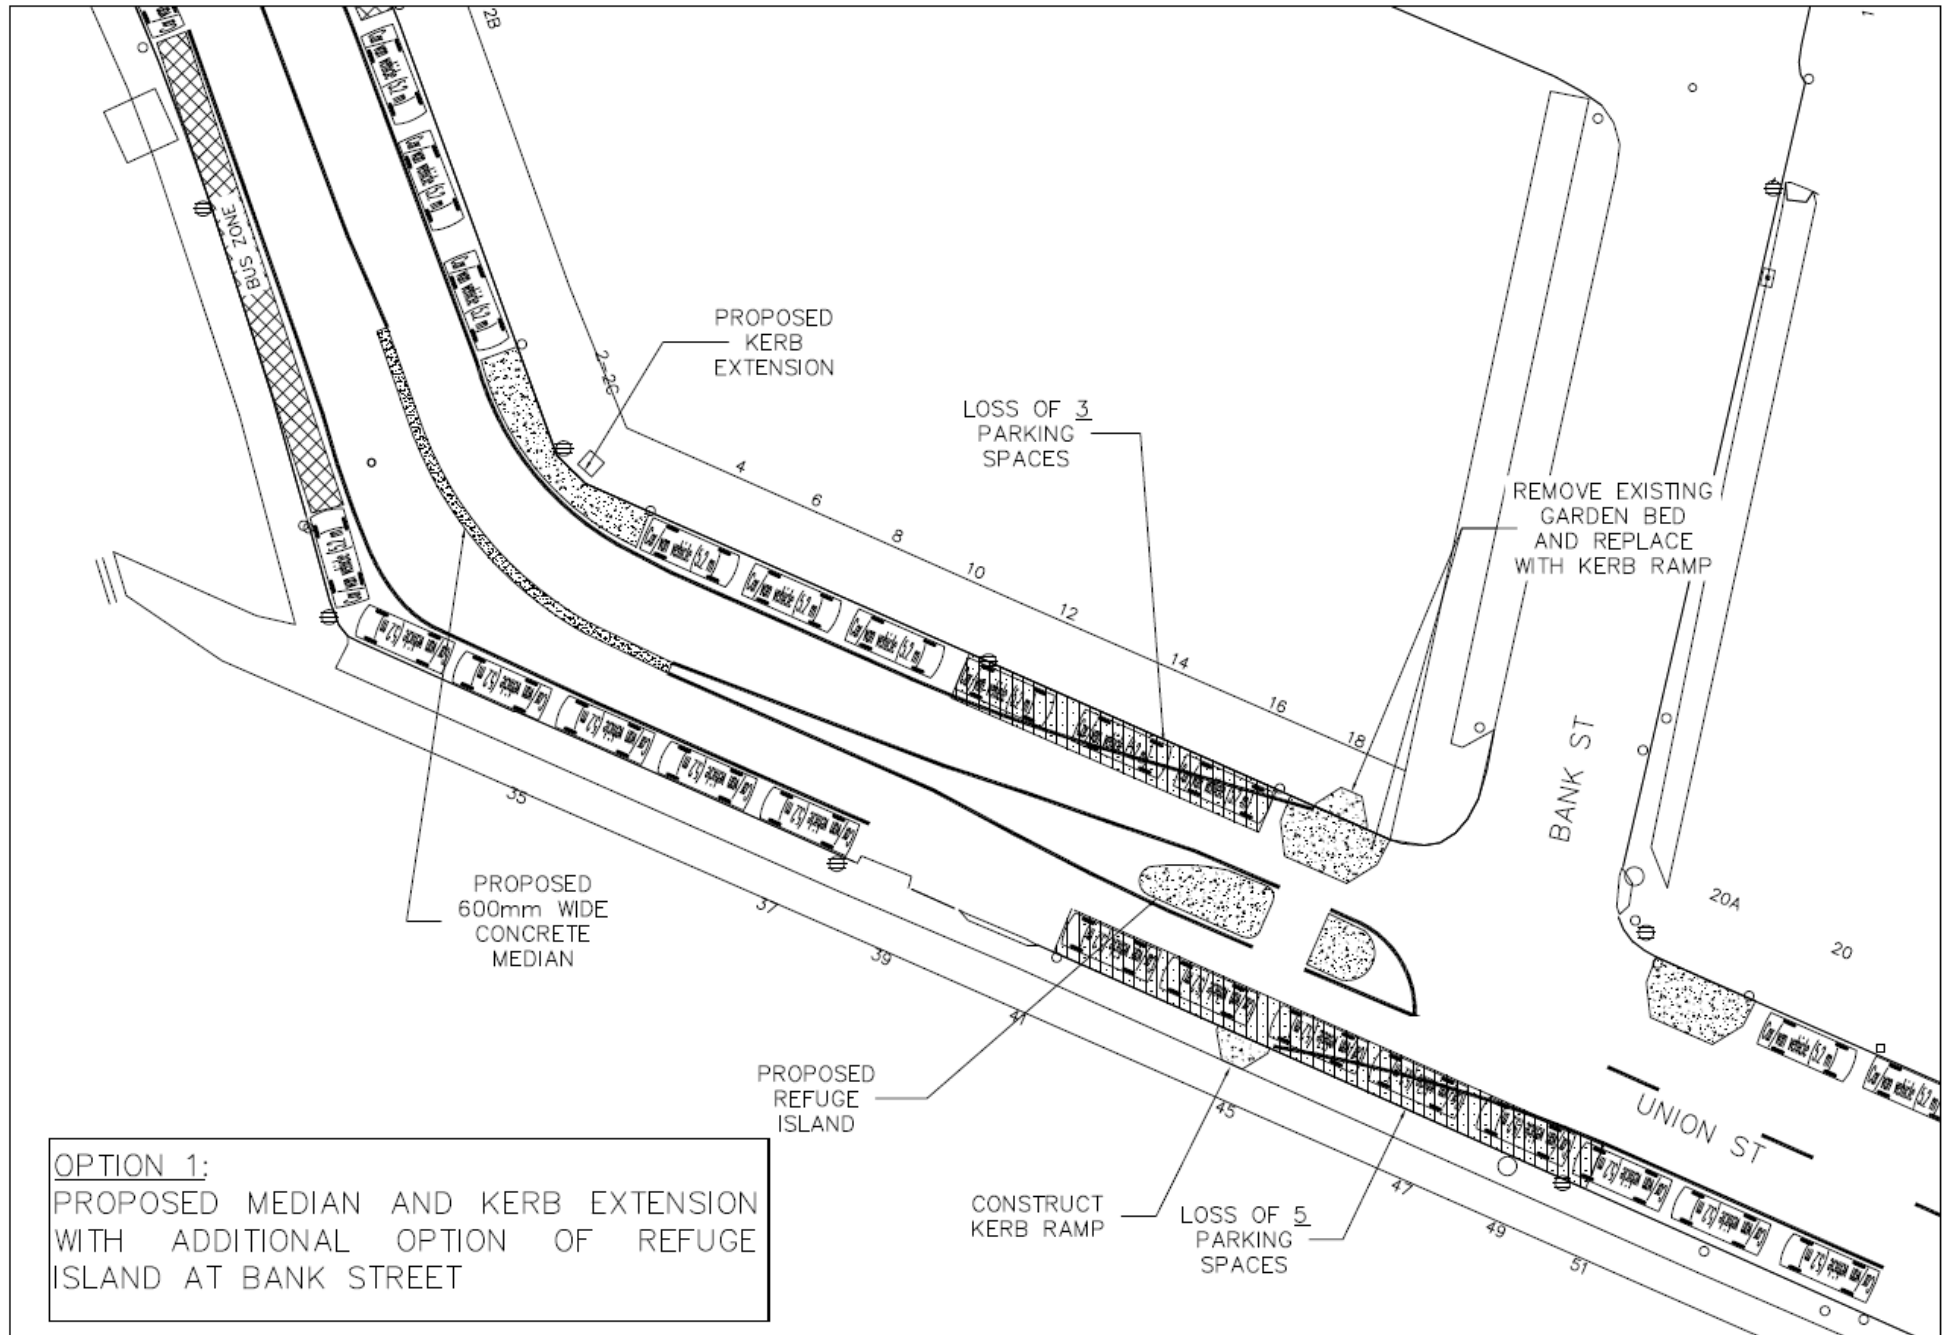 2B
1
BUS ZONE
PROPOSED
KERB
EXTENSION
2-2C
LOSS OF 3
PARKING
SPACES
4
6
8
10
12
14
16
18
REMOVE EXISTING
GARDEN BED
AND REPLACE
WITH KERB RAMP
BANK ST
35
37
39
41
45
47
49
51
20A
20
PROPOSED
600mm WIDE
CONCRETE
MEDIAN
PROPOSED
REFUGE
ISLAND
UNION ST
CONSTRUCT
KERB RAMP
LOSS OF 5
PARKING
SPACES
OPTION 1:
PROPOSED MEDIAN AND KERB EXTENSION
WITH ADDITIONAL OPTION OF REFUGE
ISLAND AT BANK STREET